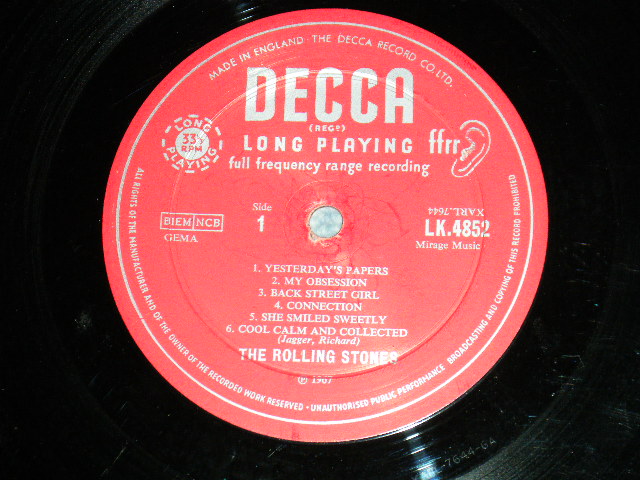 MADE IN ENGLAND · THE DECCA RECORD CO. LTD.
DECCA
(REGD)
LONG PLAYING
ffrr
full frequency range recording
LONG
33⅓
RPM
PLAYING
Side
1
BIEM NCB
GEMA
XARL.7644
LK.4852
Mirage Music
1. YESTERDAY'S PAPERS
2. MY OBSESSION
3. BACK STREET GIRL
4. CONNECTION
5. SHE SMILED SWEETLY
6. COOL CALM AND COLLECTED
(Jagger, Richard)
THE ROLLING STONES
℗ 1967
ALL RIGHTS OF THE MANUFACTURER AND OF THE OWNER OF THE RECORDED WORK RESERVED · UNAUTHORISED PUBLIC PERFORMANCE BROADCASTING AND COPYING OF THIS RECORD PROHIBITED
7644-6A